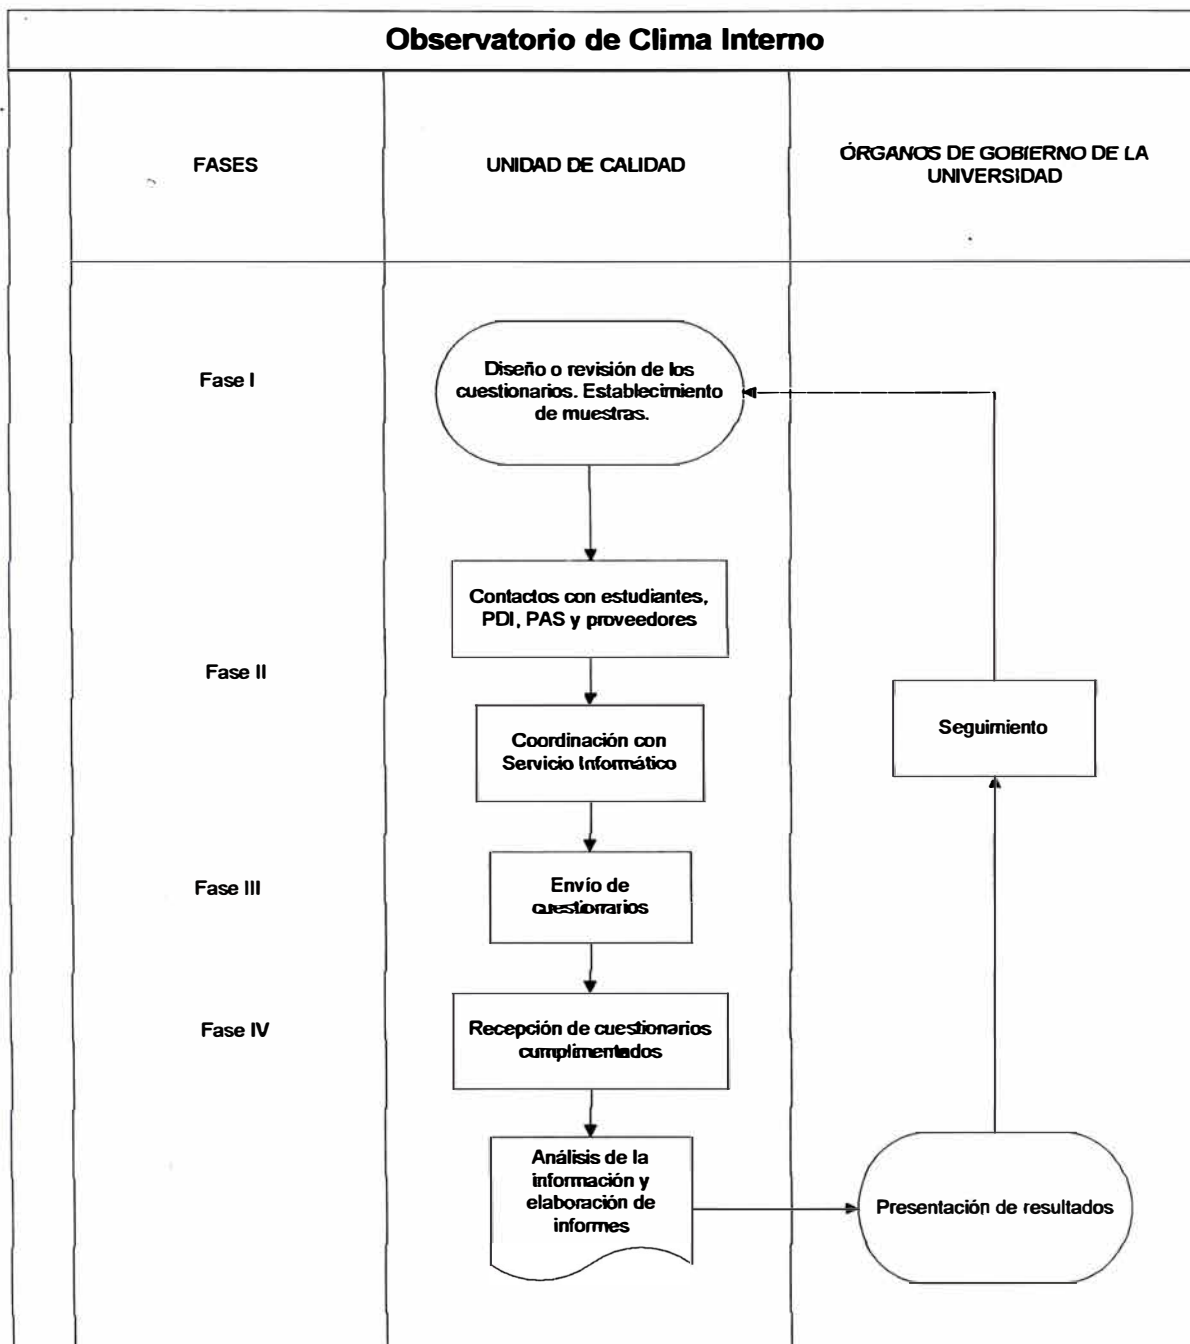 Observatorio de Clima Interno
FASES
UNIDAD DE CALIDAD
ÓRGANOS DE GOBIERNO DE LA
UNIVERSIDAD
Fase I
Diseño o revisión de los
cuestionarios. Establecimiento
de muestras.
Contactos con estudiantes,
PDI, PAS y proveedores
Fase II
Coordinación con
Servicio Informático
Seguimiento
Fase III
Envío de
cuestionarios
Fase IV
Recepción de cuestionarios
cumplimentados
Análisis de la
información y
elaboración de
informes
Presentación de resultados